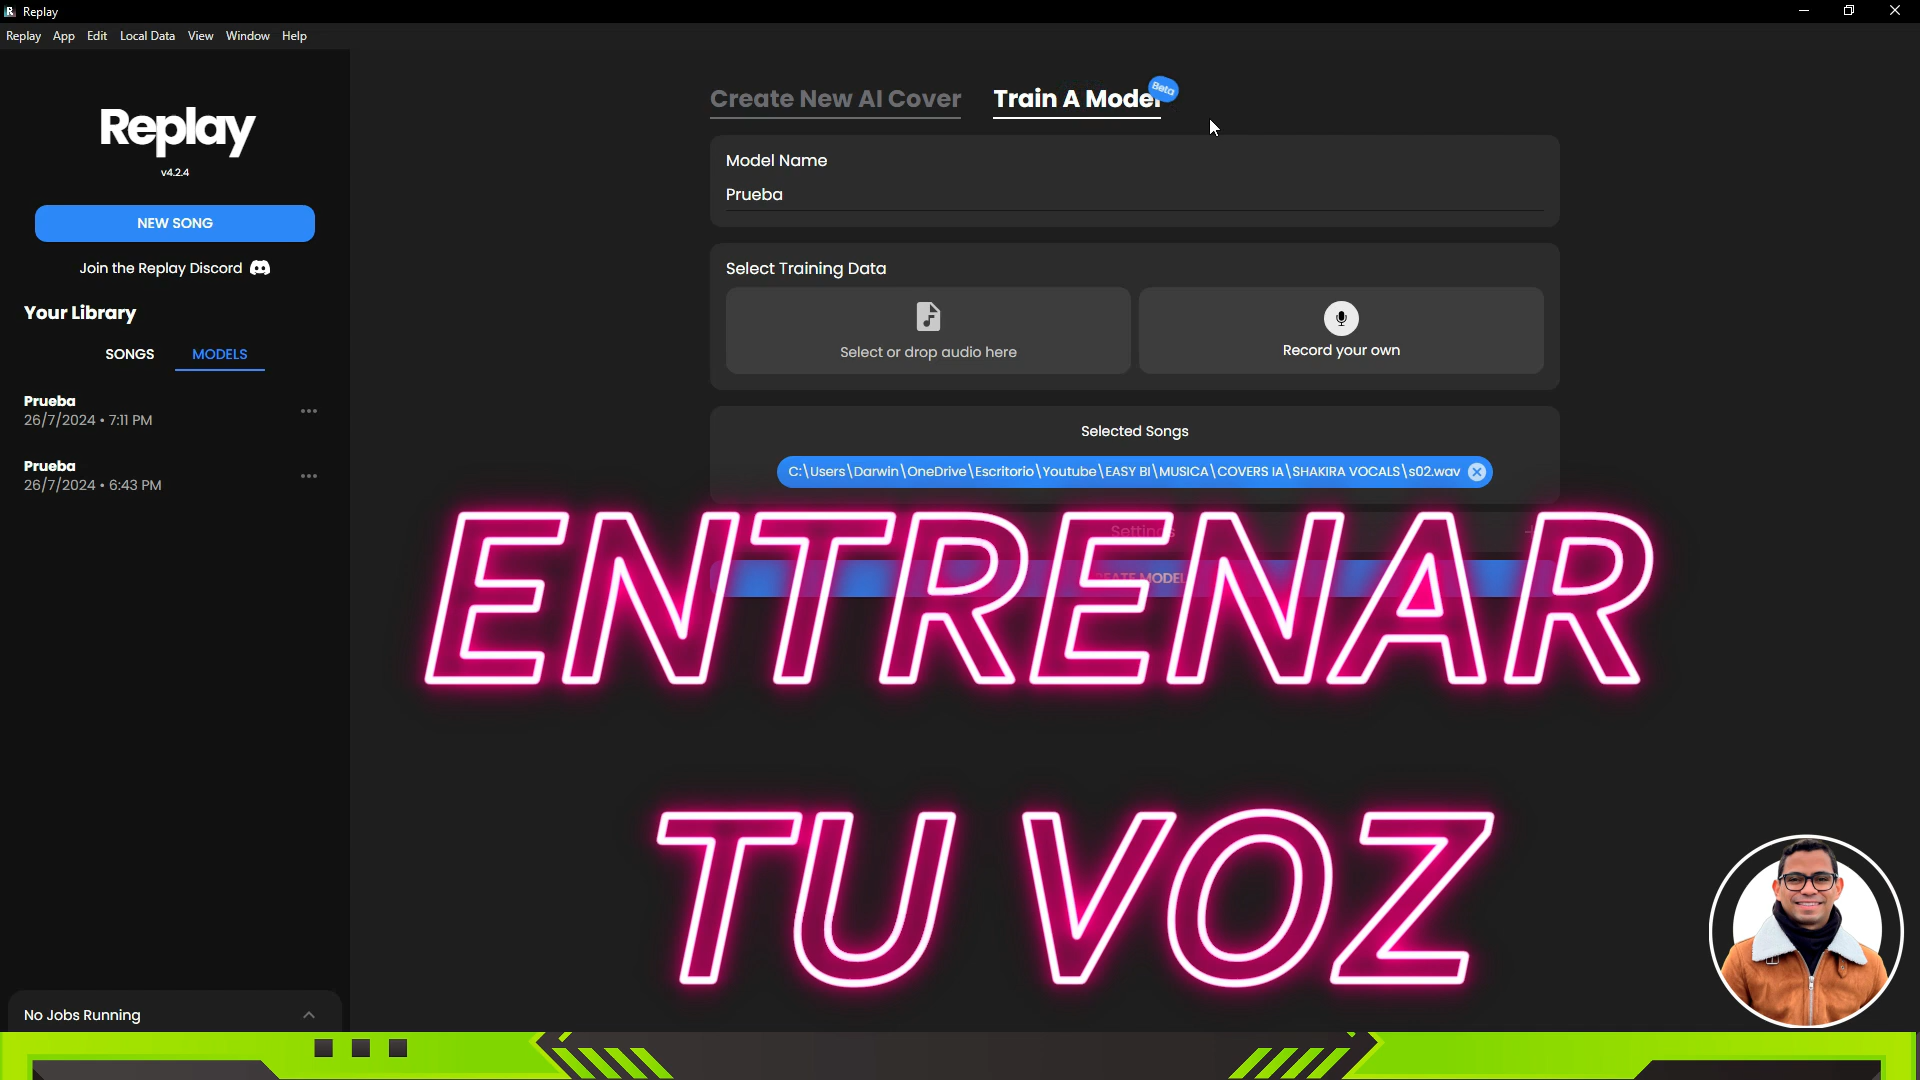 Replay
Replay App Edit Local Data View Window Help
Replay
v4.2.4
NEW SONG
Join the Replay Discord
Your Library
SONGS MODELS
Prueba
26/7/2024 • 7:11 PM
Prueba
26/7/2024 • 6:43 PM
No Jobs Running
Create New AI Cover Train A Model Beta
Model Name
Prueba
Select Training Data
Select or drop audio here
Record your own
Selected Songs
C:\Users\Darwin\OneDrive\Escritorio\Youtube\EASY BI\MUSICA\COVERS IA\SHAKIRA VOCALS\s02.wav
Settings
CREATE MODEL
ENTRENAR
TU VOZ